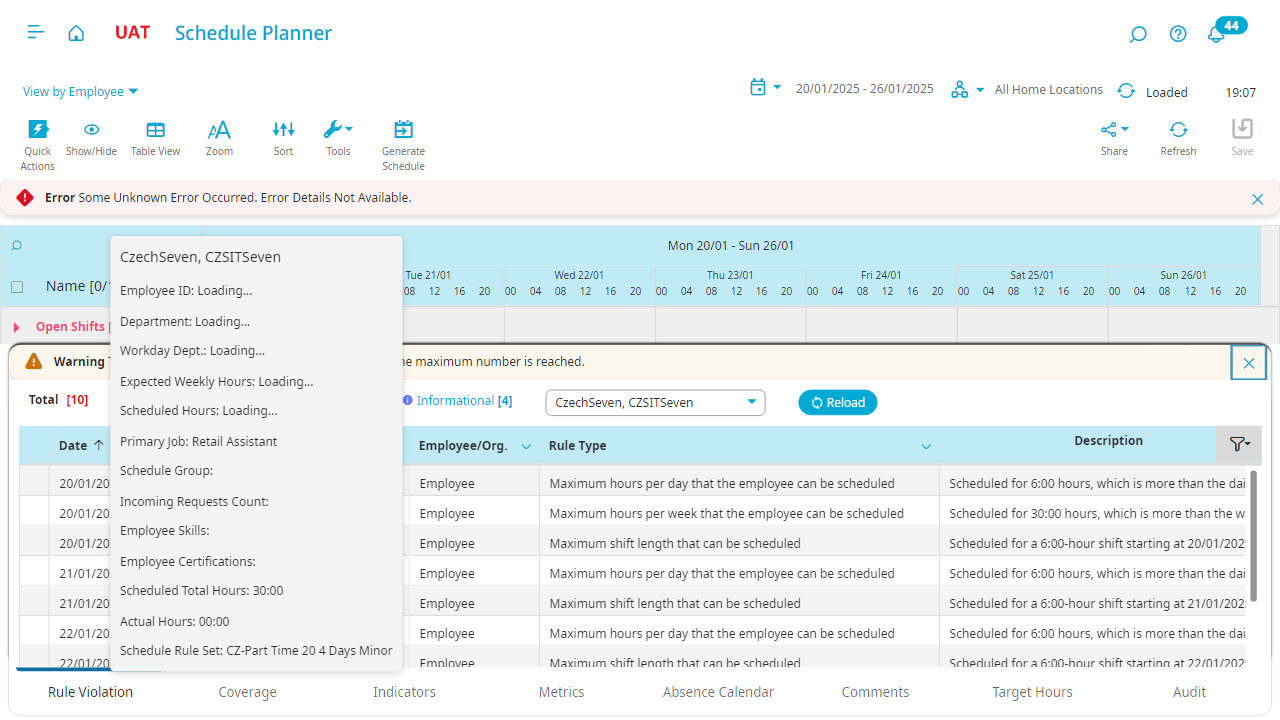 UAT
Schedule Planner
44
View by Employee
20/01/2025 - 26/01/2025
All Home Locations
Loaded
19:07
Quick Actions
Show/Hide
Table View
Zoom
Sort
Tools
Generate Schedule
Share
Refresh
Save
Error Some Unknown Error Occurred. Error Details Not Available.
Mon 20/01 - Sun 26/01
Name [0/
Tue 21/01
Wed 22/01
Thu 23/01
Fri 24/01
Sat 25/01
Sun 26/01
08 12 16 20 00 04 08 12 16 20 00 04 08 12 16 20 00 04 08 12 16 20 00 04 08 12 16 20 00 04 08 12 16 20
Open Shifts
CzechSeven, CZSITSeven
Employee ID: Loading...
Department: Loading...
Workday Dept.: Loading...
Expected Weekly Hours: Loading...
Scheduled Hours: Loading...
Primary Job: Retail Assistant
Schedule Group:
Incoming Requests Count:
Employee Skills:
Employee Certifications:
Scheduled Total Hours: 30:00
Actual Hours: 00:00
Schedule Rule Set: CZ-Part Time 20 4 Days Minor
Warning
maximum number is reached.
Total [10]
Informational [4]
CzechSeven, CZSITSeven
Reload
Date
Employee/Org.
Rule Type
Description
20/01/20 Employee Maximum hours per day that the employee can be scheduled Scheduled for 6:00 hours, which is more than the dai
20/01/20 Employee Maximum hours per week that the employee can be scheduled Scheduled for 30:00 hours, which is more than the w
20/01/20 Employee Maximum shift length that can be scheduled Scheduled for a 6:00-hour shift starting at 20/01/202
21/01/20 Employee Maximum hours per day that the employee can be scheduled Scheduled for 6:00 hours, which is more than the dai
21/01/20 Employee Maximum shift length that can be scheduled Scheduled for a 6:00-hour shift starting at 21/01/202
22/01/20 Employee Maximum hours per day that the employee can be scheduled Scheduled for 6:00 hours, which is more than the dai
22/01/20 Employee Maximum shift length that can be scheduled Scheduled for a 6:00-hour shift starting at 22/01/202
Rule Violation
Coverage
Indicators
Metrics
Absence Calendar
Comments
Target Hours
Audit